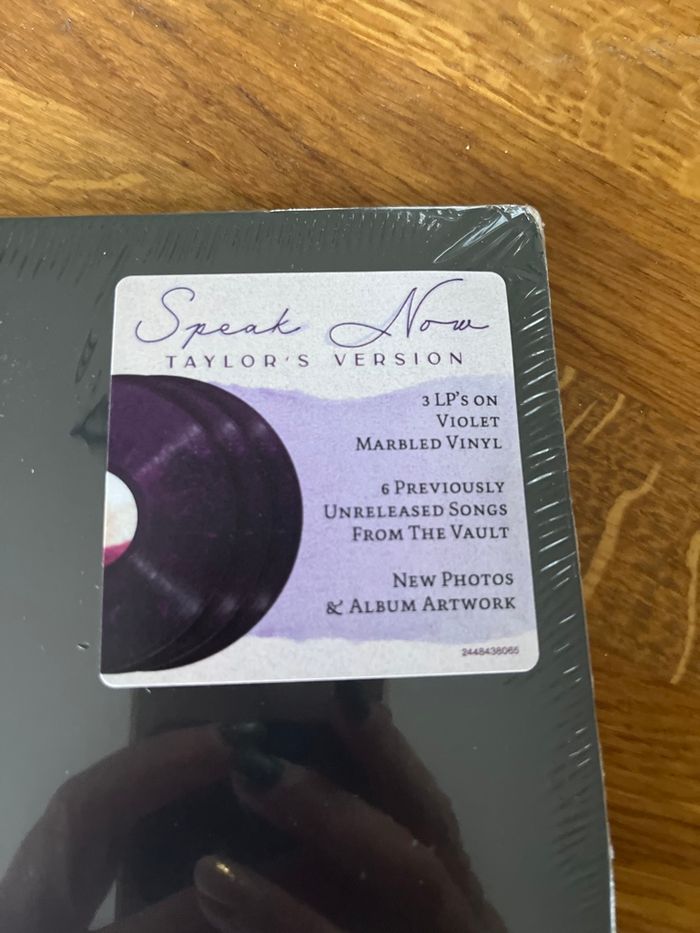 Speak Now
TAYLOR'S VERSION
3 LP'S ON
VIOLET
MARBLED VINYL
6 PREVIOUSLY
UNRELEASED SONGS
FROM THE VAULT
NEW PHOTOS
& ALBUM ARTWORK
2448438065